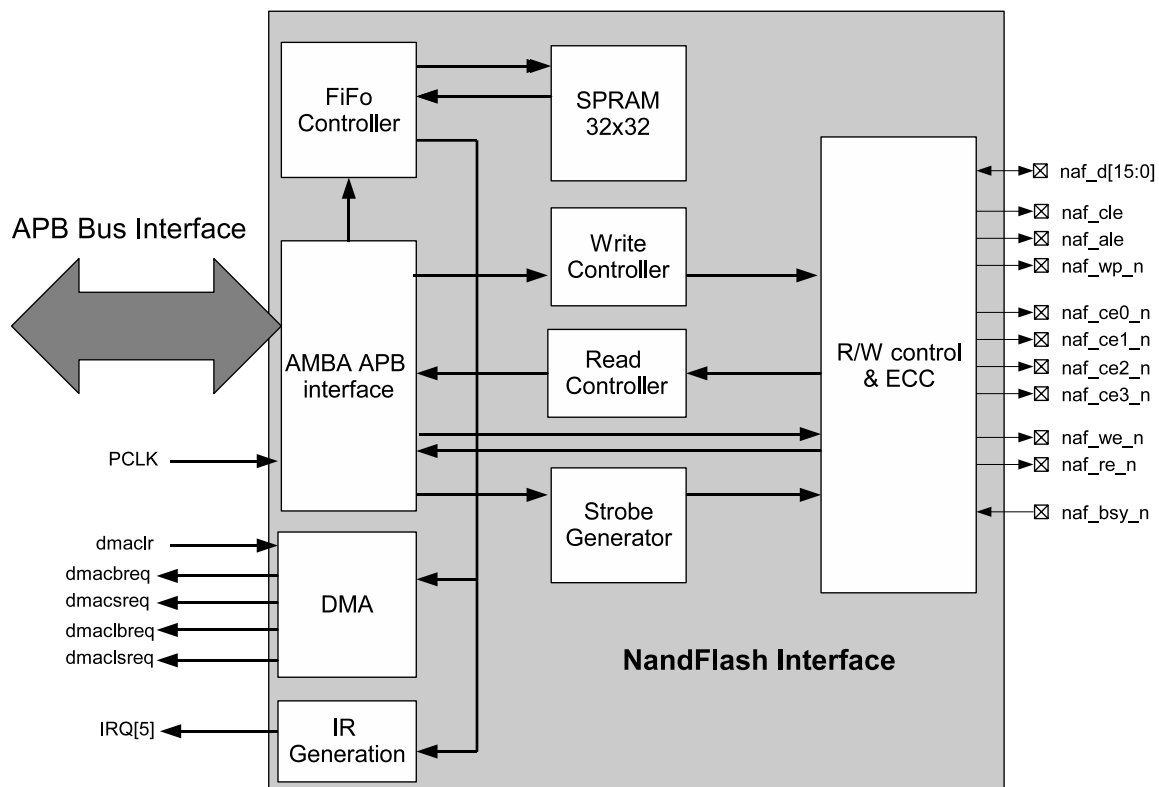 FiFo
Controller
SPRAM
32x32
APB Bus Interface
AMBA APB
interface
Write
Controller
Read
Controller
Strobe
Generator
R/W control
& ECC
naf_d[15:0]
naf_cle
naf_ale
naf_wp_n
naf_ce0_n
naf_ce1_n
naf_ce2_n
naf_ce3_n
naf_we_n
naf_re_n
naf_bsy_n
PCLK
dmaclr
dmacbreq
dmacsreq
dmaclbreq
dmaclsreq
DMA
NandFlash Interface
IRQ[5]
IR
Generation